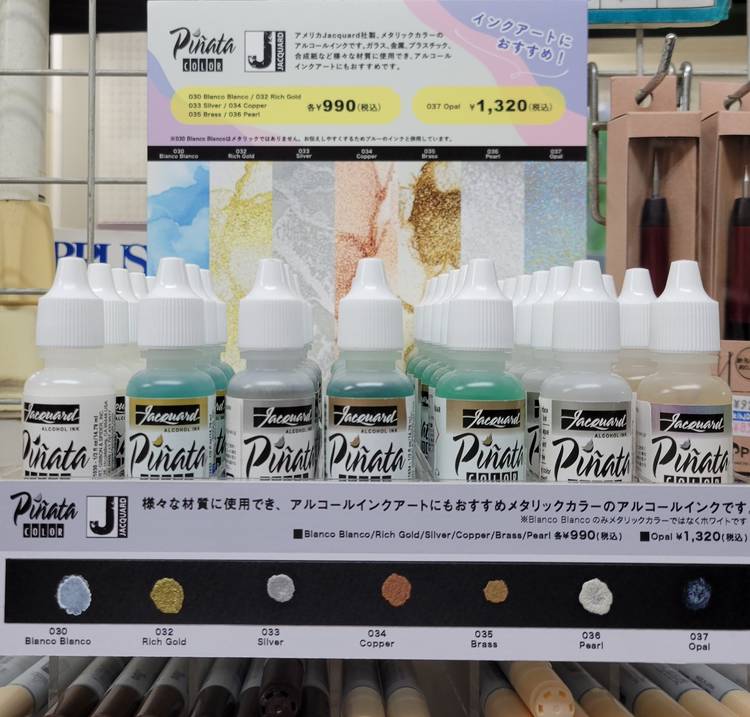 Piñata
COLOR
JACQUARD
アメリカJacquard社製、メタリックカラーの
アルコールインクです。ガラス、金属、プラスチック、
合成紙など様々な材質に使用でき、アルコール
インクアートにもおすすめです。
インクアートに
おすすめ!
030 Blanco Blanco / 032 Rich Gold
033 Silver / 034 Copper
035 Brass / 036 Pearl
各¥990(税込)
037 Opal ¥1,320(税込)
※030 Blanco Blancoはメタリックではありません。お伝えしやすくするためブルーのインクと併用しています。
030 032 033 034 035 036 037
Blanco Blanco Rich Gold Silver Copper Brass Pearl Opal
PLUS
Jacquard Jacquard Jacquard Jacquard Jacquard Jacquard Jacquard
ALCOHOL INK ALCOHOL INK ALCOHOL INK ALCOHOL INK ALCOHOL INK ALCOHOL INK ALCOHOL INK
Piñata Piñata Piñata Piñata Piñata Piñata Piñata
COLOR COLOR
Piñata
COLOR
JACQUARD
様々な材質に使用でき、アルコールインクアートにもおすすめメタリックカラーのアルコールインクです。
※Blanco Blanco のみメタリックカラーではなくホワイトです
■Blanco Blanco/Rich Gold/Silver/Copper/Brass/Pearl 各¥990(税込) ■Opal ¥1,320(税込)
030 032 033 034 035 036 037
Blanco Blanco Rich Gold Silver Copper Brass Pearl Opal